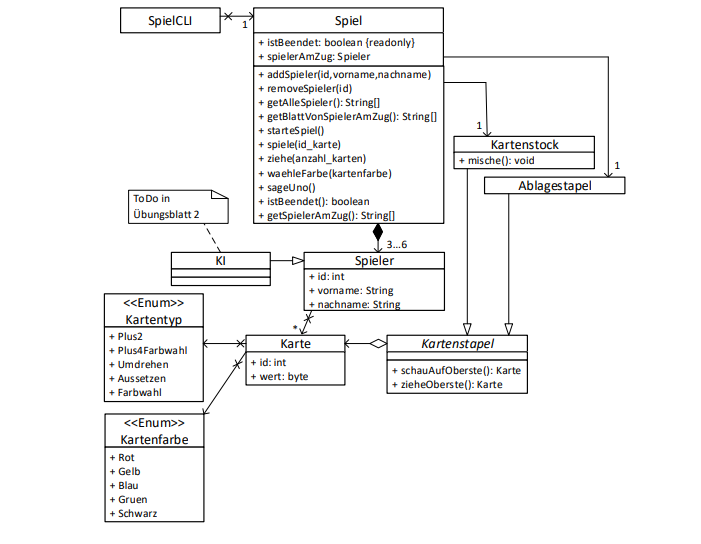 SpielCLI
1
Spiel
+ istBeendet: boolean {readonly}
+ spielerAmZug: Spieler
+ addSpieler(id,vorname,nachname)
+ removeSpieler(id)
+ getAlleSpieler(): String[]
+ getBlattVonSpielerAmZug(): String[]
+ starteSpiel()
+ spiele(id_karte)
+ ziehe(anzahl_karten)
+ waehleFarbe(kartenfarbe)
+ sageUno()
+ istBeendet(): boolean
+ getSpielerAmZug(): String[]
1
Kartenstock
+ mische(): void
1
Ablagestapel
ToDo in
Übungsblatt 2
3...6
KI
Spieler
+ id: int
+ vorname: String
+ nachname: String
*
<<Enum>>
Kartentyp
+ Plus2
+ Plus4Farbwahl
+ Umdrehen
+ Aussetzen
+ Farbwahl
Karte
+ id: int
+ wert: byte
Kartenstapel
+ schauAufOberste(): Karte
+ zieheOberste(): Karte
<<Enum>>
Kartenfarbe
+ Rot
+ Gelb
+ Blau
+ Gruen
+ Schwarz